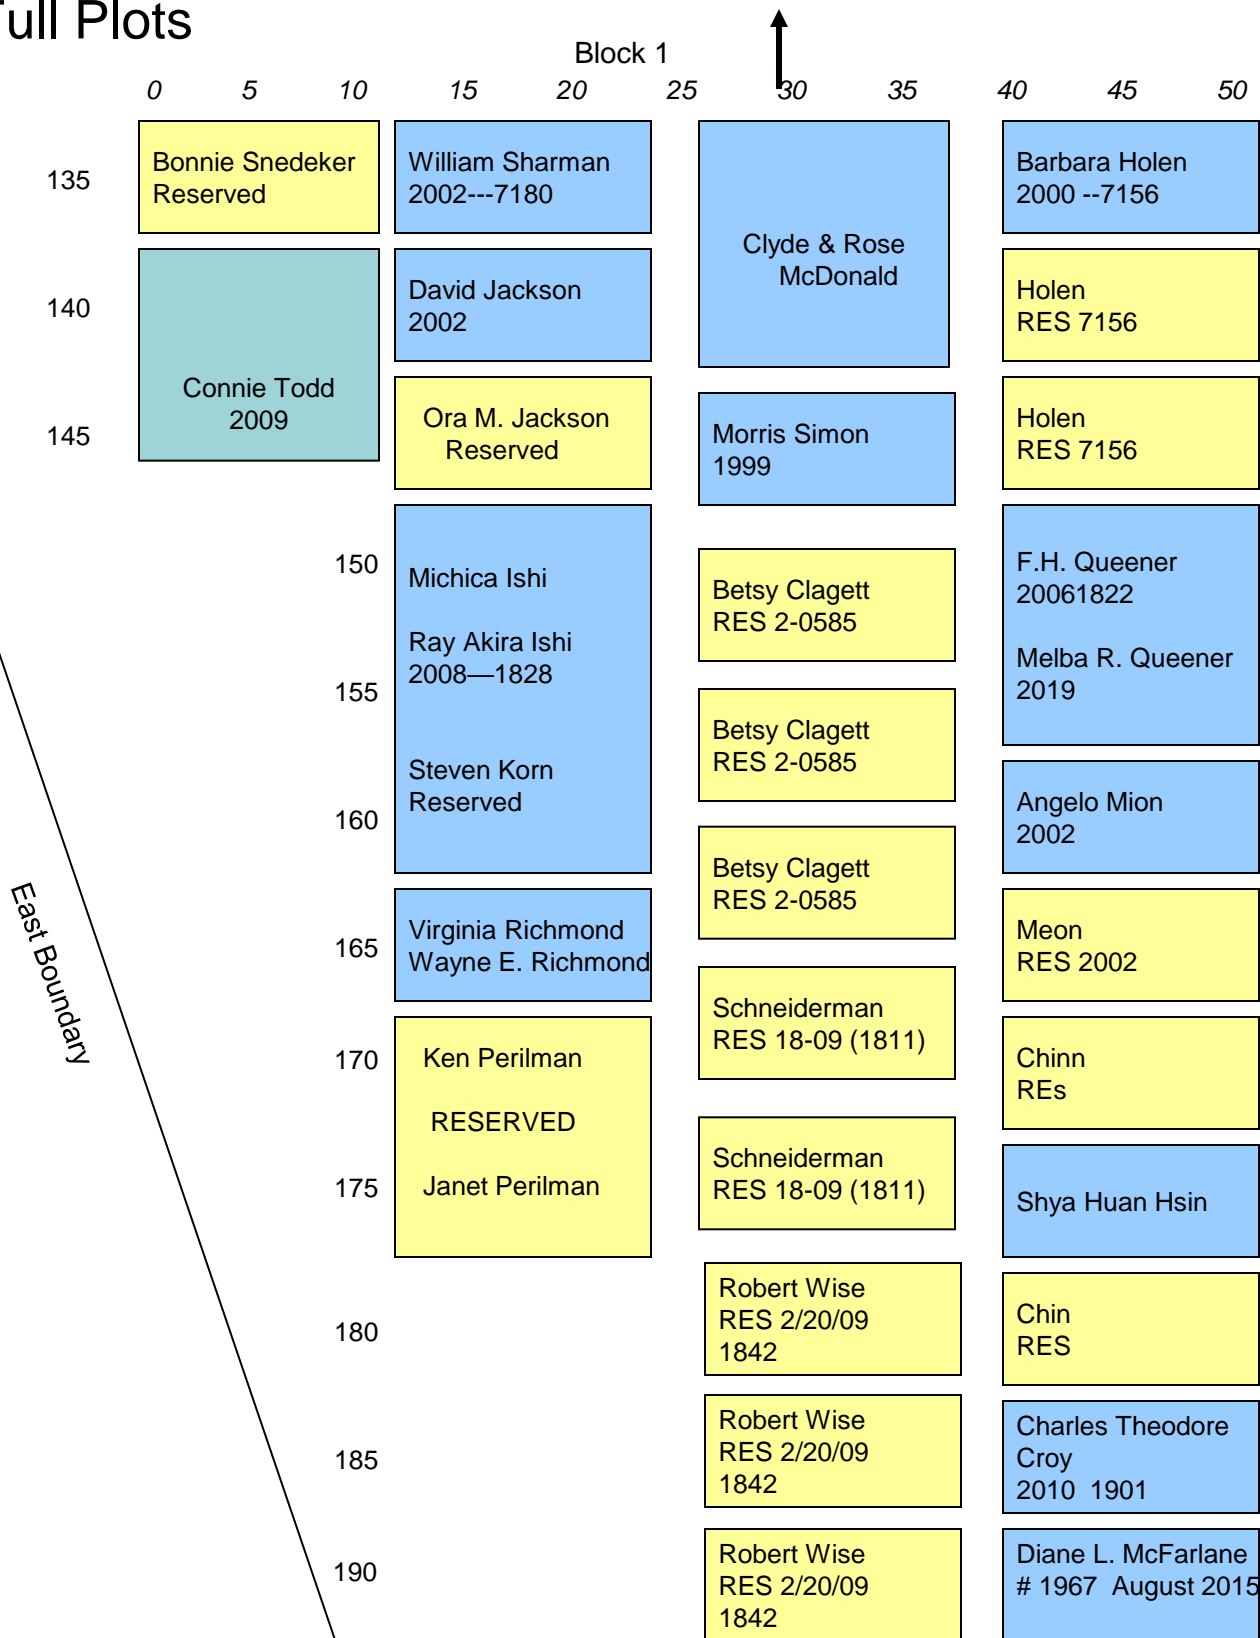 Full Plots
Block 1
0 5 10 15 20 25 30 35 40 45 50
135
140
145
150
155
160
165
170
175
180
185
190
East Boundary
Bonnie Snedeker
Reserved
Connie Todd
2009
William Sharman
2002---7180
David Jackson
2002
Ora M. Jackson
Reserved
Michica Ishi
Ray Akira Ishi
2008—1828
Steven Korn
Reserved
Virginia Richmond
Wayne E. Richmond
Ken Perilman
RESERVED
Janet Perilman
Clyde & Rose
McDonald
Morris Simon
1999
Betsy Clagett
RES 2-0585
Betsy Clagett
RES 2-0585
Betsy Clagett
RES 2-0585
Schneiderman
RES 18-09 (1811)
Schneiderman
RES 18-09 (1811)
Robert Wise
RES 2/20/09
1842
Robert Wise
RES 2/20/09
1842
Robert Wise
RES 2/20/09
1842
Barbara Holen
2000 --7156
Holen
RES 7156
Holen
RES 7156
F.H. Queener
20061822
Melba R. Queener
2019
Angelo Mion
2002
Meon
RES 2002
Chinn
REs
Shya Huan Hsin
Chin
RES
Charles Theodore
Croy
2010 1901
Diane L. McFarlane
# 1967 August 2015